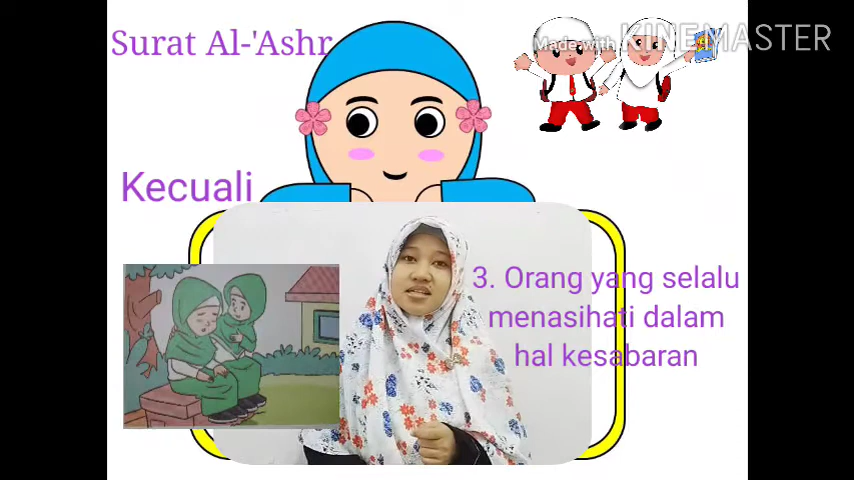 Surat Al-'Ashr
Made with KINEMASTER
Kecuali
3. Orang yang selalu
menasihati dalam
hal kesabaran